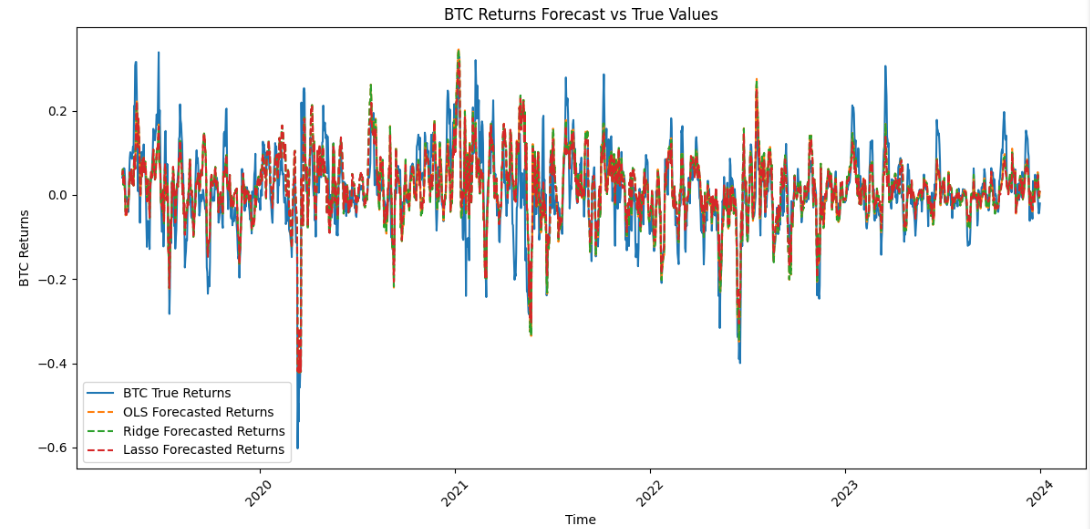 BTC Returns Forecast vs True Values
BTC Returns
0.2
0.0
−0.2
−0.4
−0.6
BTC True Returns
OLS Forecasted Returns
Ridge Forecasted Returns
Lasso Forecasted Returns
2020
2021
2022
2023
2024
Time